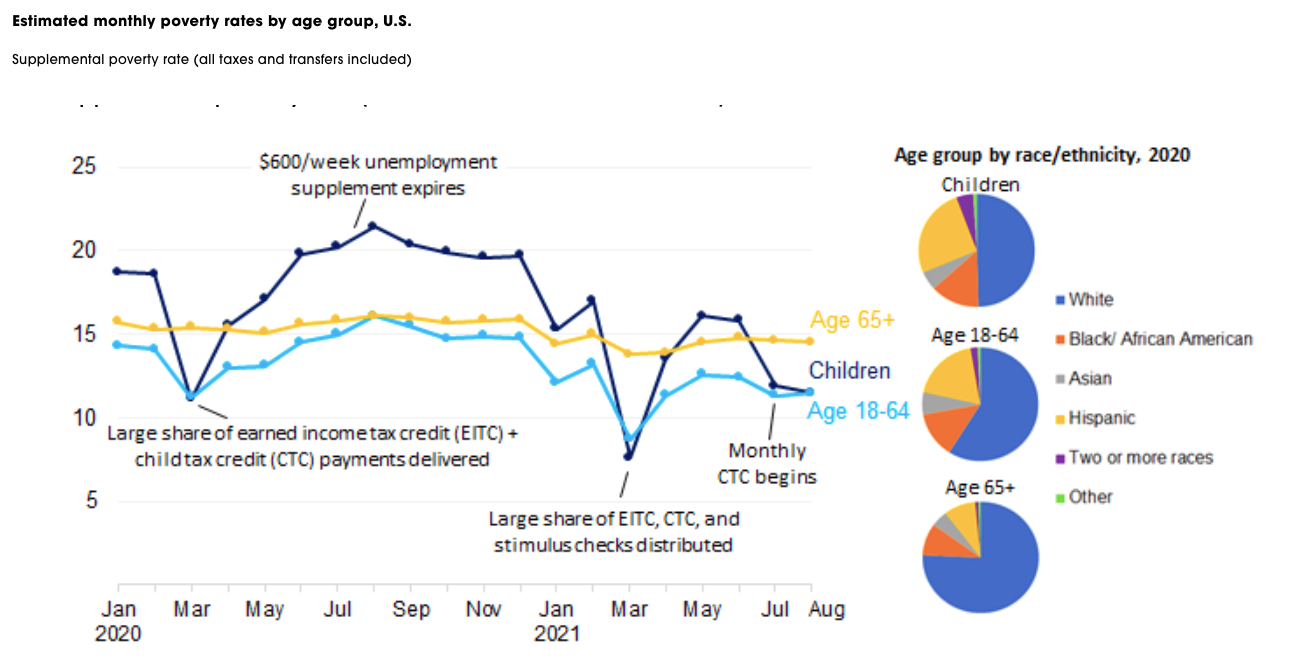 Estimated monthly poverty rates by age group, U.S.
Supplemental poverty rate (all taxes and transfers included)
25
20
15
10
5
$600/week unemployment
supplement expires
Large share of earned income tax credit (EITC) +
child tax credit (CTC) payments delivered
Large share of EITC, CTC, and
stimulus checks distributed
Monthly
CTC begins
Age 65+
Children
Age 18-64
Jan
2020
Mar
May
Jul
Sep
Nov
Jan
2021
Mar
May
Jul
Aug
Age group by race/ethnicity, 2020
Children
Age 18-64
Age 65+
White
Black/ African American
Asian
Hispanic
Two or more races
Other